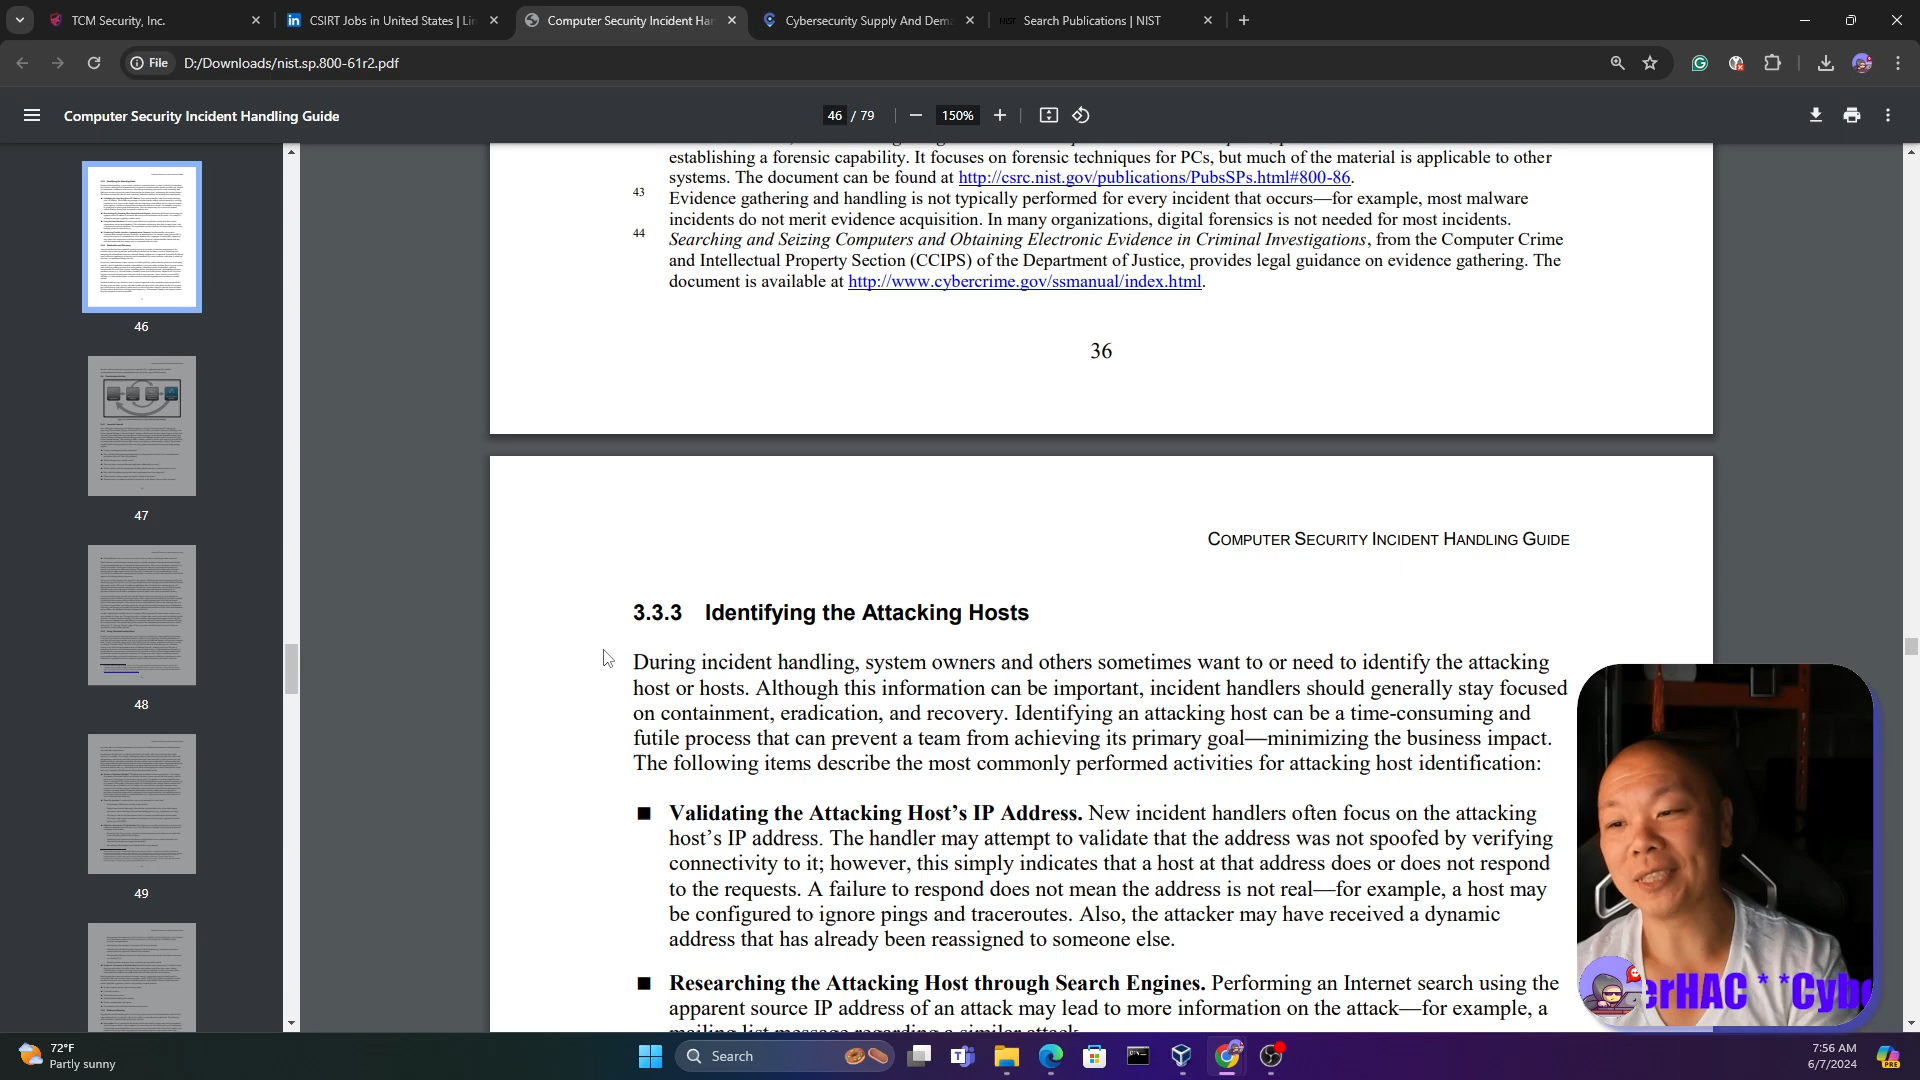 TCM Security, Inc.
CSIRT Jobs in United States | Lin
Computer Security Incident Han
Cybersecurity Supply And Dema
Search Publications | NIST
File
D:/Downloads/nist.sp.800-61r2.pdf
Computer Security Incident Handling Guide
46 / 79
150%
establishing a forensic capability. It focuses on forensic techniques for PCs, but much of the material is applicable to other
systems. The document can be found at http://csrc.nist.gov/publications/PubsSPs.html#800-86.
43 Evidence gathering and handling is not typically performed for every incident that occurs—for example, most malware
incidents do not merit evidence acquisition. In many organizations, digital forensics is not needed for most incidents.
44 Searching and Seizing Computers and Obtaining Electronic Evidence in Criminal Investigations, from the Computer Crime
and Intellectual Property Section (CCIPS) of the Department of Justice, provides legal guidance on evidence gathering. The
document is available at http://www.cybercrime.gov/ssmanual/index.html.
36
COMPUTER SECURITY INCIDENT HANDLING GUIDE
3.3.3 Identifying the Attacking Hosts
During incident handling, system owners and others sometimes want to or need to identify the attacking
host or hosts. Although this information can be important, incident handlers should generally stay focused
on containment, eradication, and recovery. Identifying an attacking host can be a time-consuming and
futile process that can prevent a team from achieving its primary goal—minimizing the business impact.
The following items describe the most commonly performed activities for attacking host identification:
■ Validating the Attacking Host's IP Address. New incident handlers often focus on the attacking
host's IP address. The handler may attempt to validate that the address was not spoofed by verifying
connectivity to it; however, this simply indicates that a host at that address does or does not respond
to the requests. A failure to respond does not mean the address is not real—for example, a host may
be configured to ignore pings and traceroutes. Also, the attacker may have received a dynamic
address that has already been reassigned to someone else.
■ Researching the Attacking Host through Search Engines. Performing an Internet search using the
apparent source IP address of an attack may lead to more information on the attack—for example, a
mailing list message regarding a similar attack.
46
47
48
49
erHAC * *Cyb
72°F
Partly sunny
Search
7:56 AM
6/7/2024